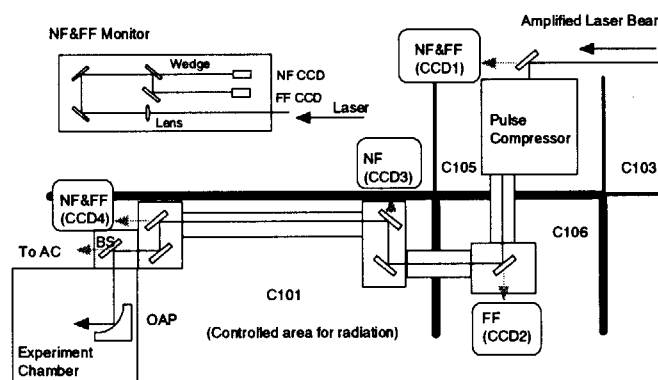 Amplified Laser Beam
NF&FF Monitor
Wedge
NF CCD
FF CCD
Laser
Lens
NF&FF
(CCD1)
Pulse
Compressor
NF
(CCD3)
C105
C103
NF&FF
(CCD4)
C106
To AC
BS
C101
OAP
(Controlled area for radiation)
FF
(CCD2)
Experiment
Chamber